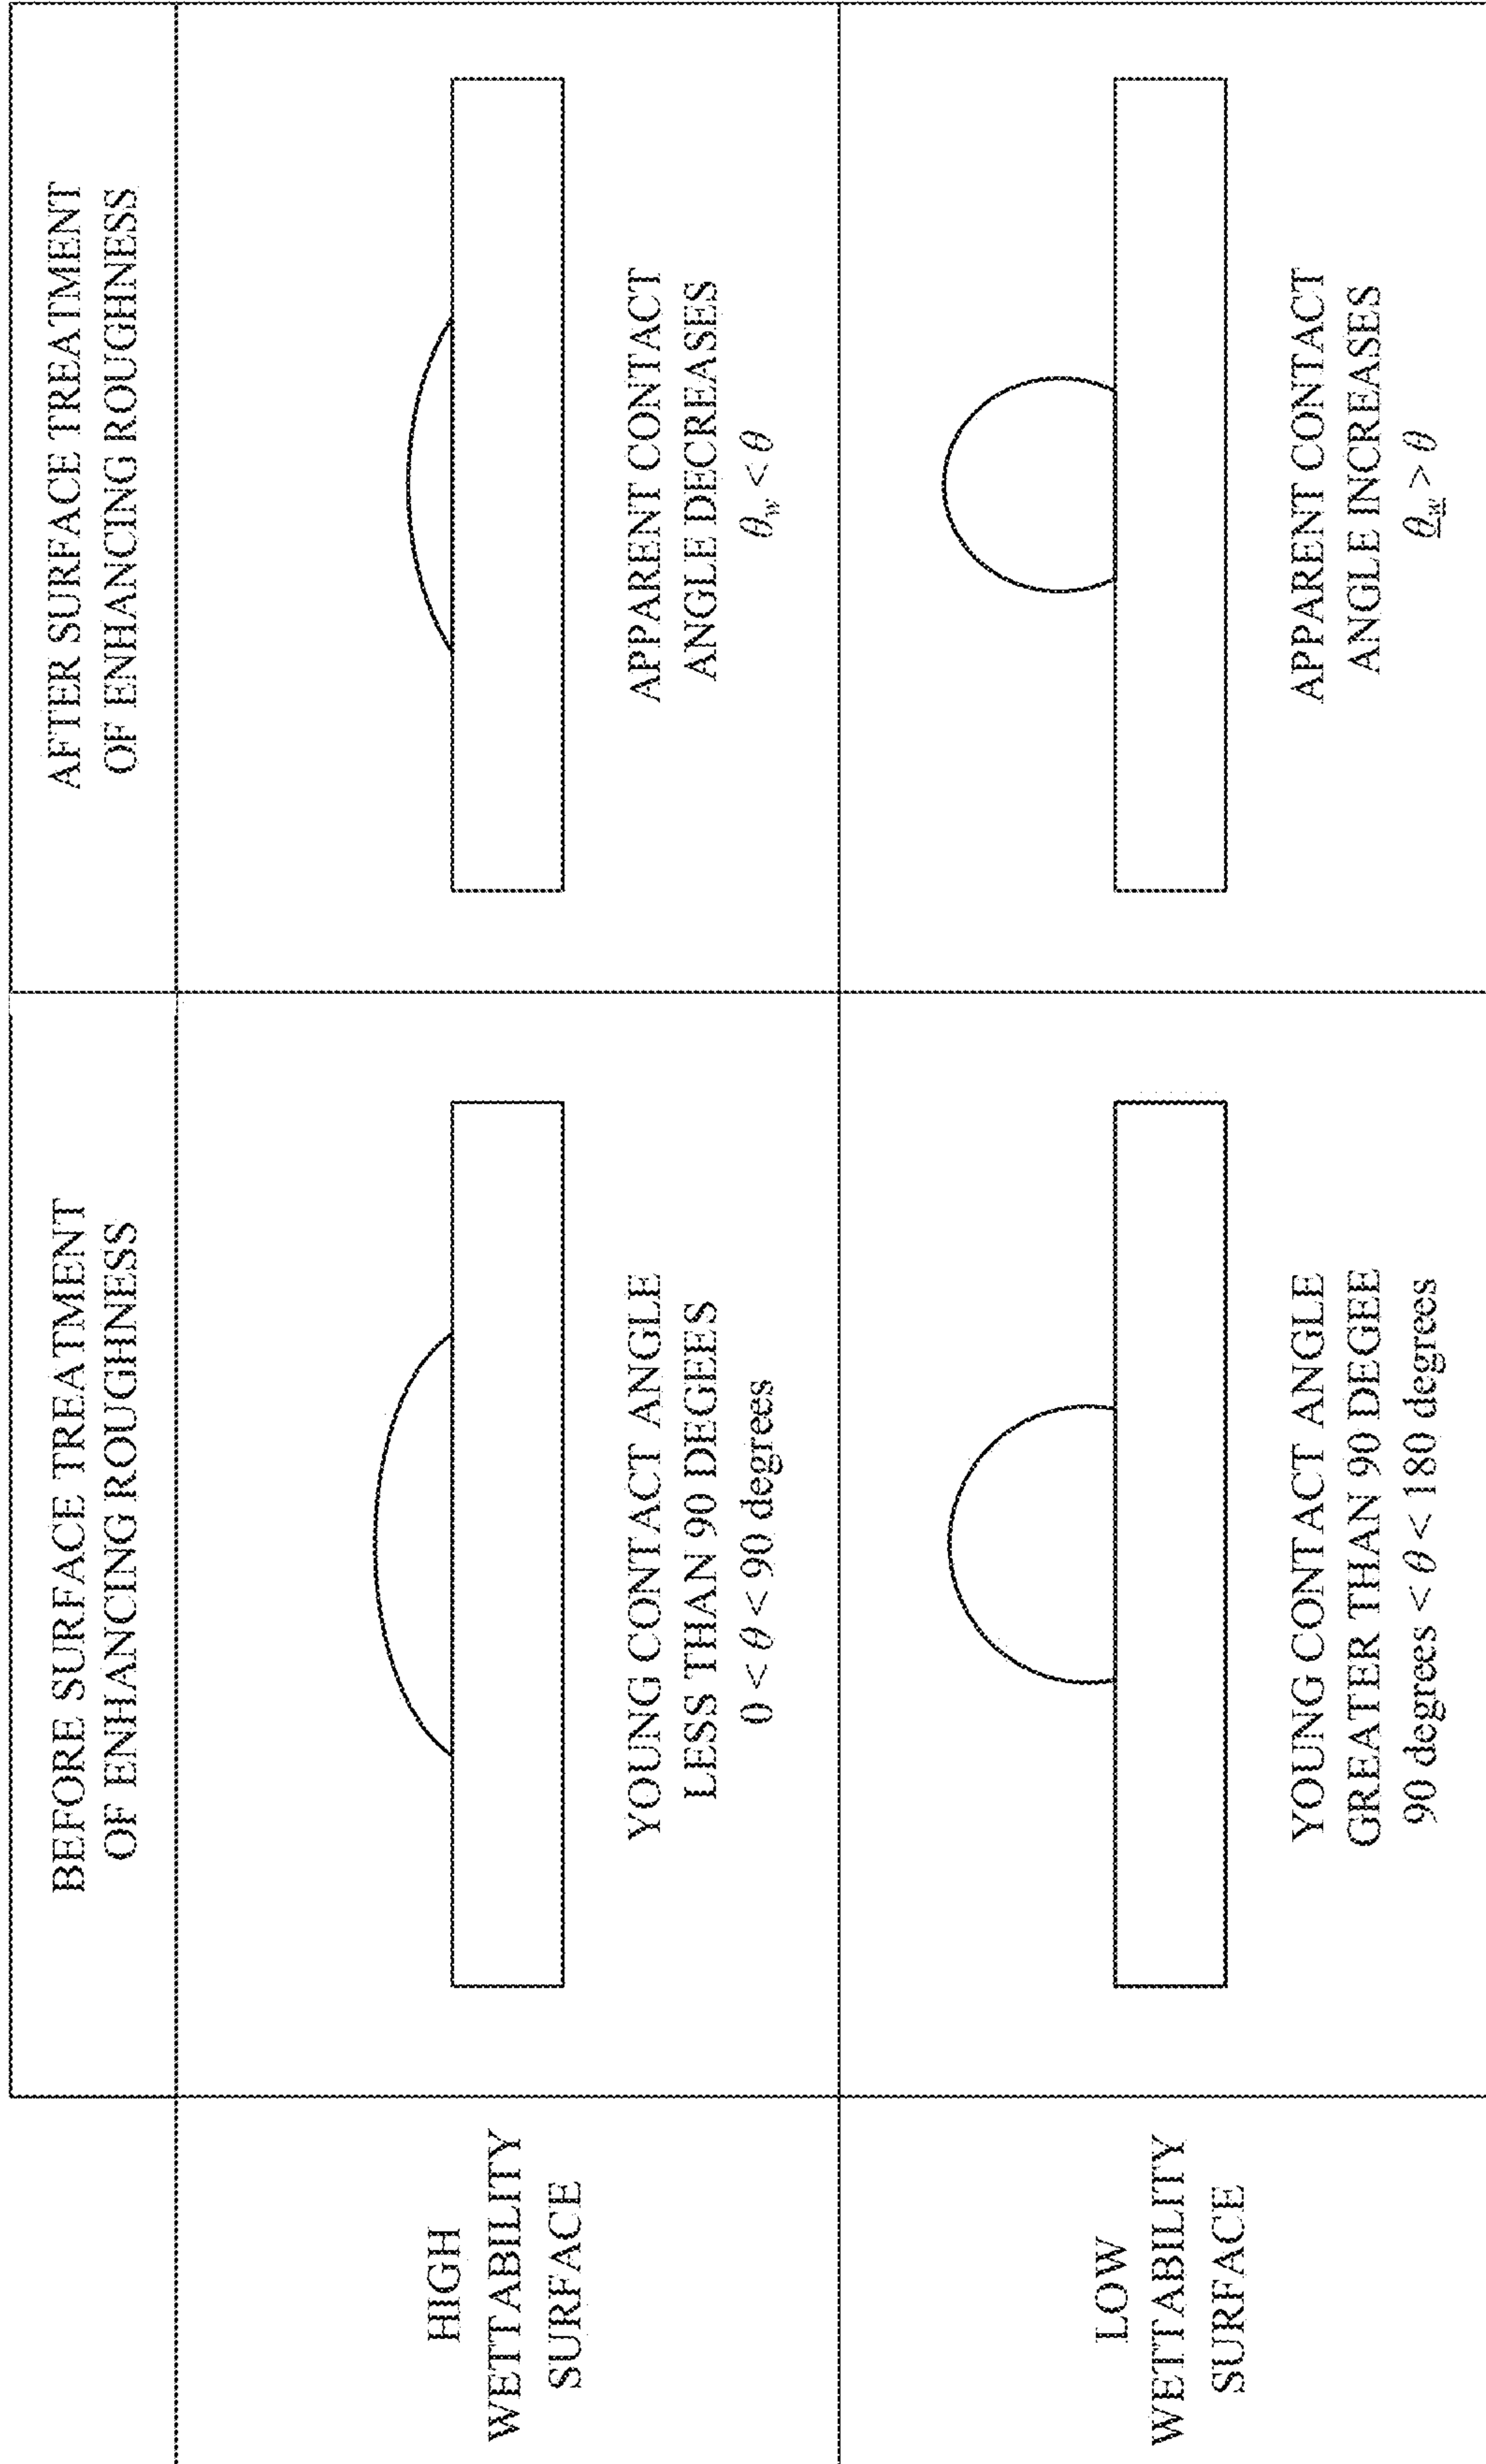 BEFORE SURFACE TREATMENT
OF ENHANCING ROUGHNESS
AFTER SURFACE TREATMENT
OF ENHANCING ROUGHNESS
HIGH
WETTABILITY
SURFACE
YOUNG CONTACT ANGLE
LESS THAN 90 DEGEES
0 < θ < 90 degrees
APPARENT CONTACT
ANGLE DECREASES
θw < θ
LOW
WETTABILITY
SURFACE
YOUNG CONTACT ANGLE
GREATER THAN 90 DEGEE
90 degrees < θ < 180 degrees
APPARENT CONTACT
ANGLE INCREASES
θw > θ